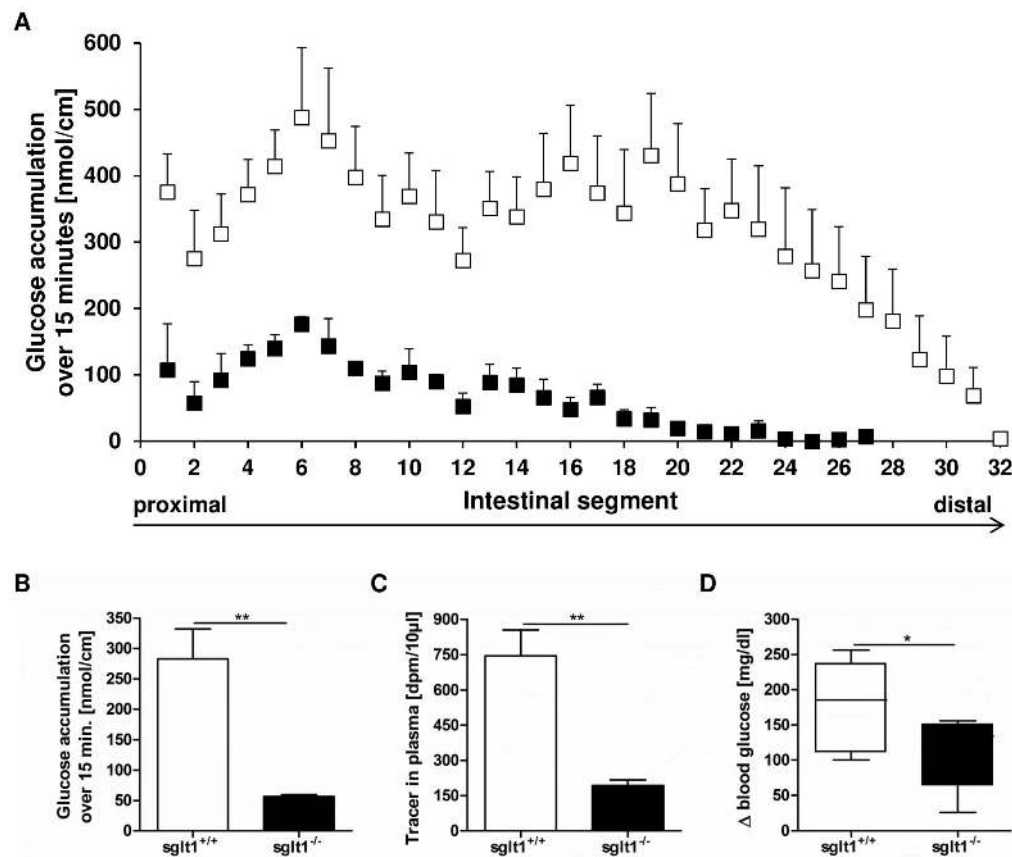 A
Glucose accumulation
over 15 minutes [nmol/cm]
600
500
400
300
200
100
0
0 2 4 6 8 10 12 14 16 18 20 22 24 26 28 30 32
proximal Intestinal segment distal
B
Glucose accumulation
over 15 min. [nmol/cm]
350
300
250
200
150
100
50
0
**
sglt1+/+ sglt1-/-
C
Tracer in plasma [dpm/10µl]
900
750
600
450
300
150
0
**
sglt1+/+ sglt1-/-
D
Δ blood glucose [mg/dl]
300
250
200
150
100
50
0
*
sglt1+/+ sglt1-/-